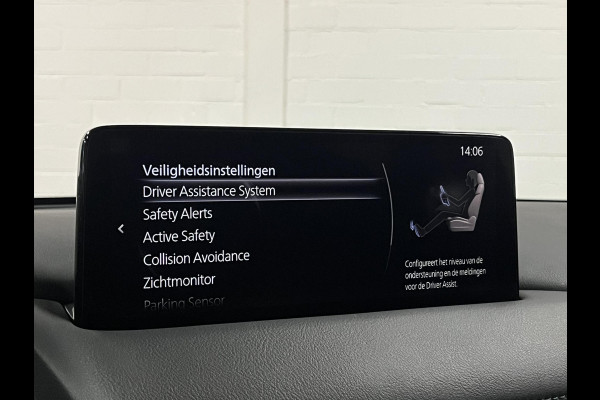 14:06
Veiligheidsinstellingen
Driver Assistance System
Safety Alerts
Active Safety
Collision Avoidance
Zichtmonitor
Parking Sensor
Configureert het niveau van de
ondersteuning en de meldingen
voor de Driver Assist.